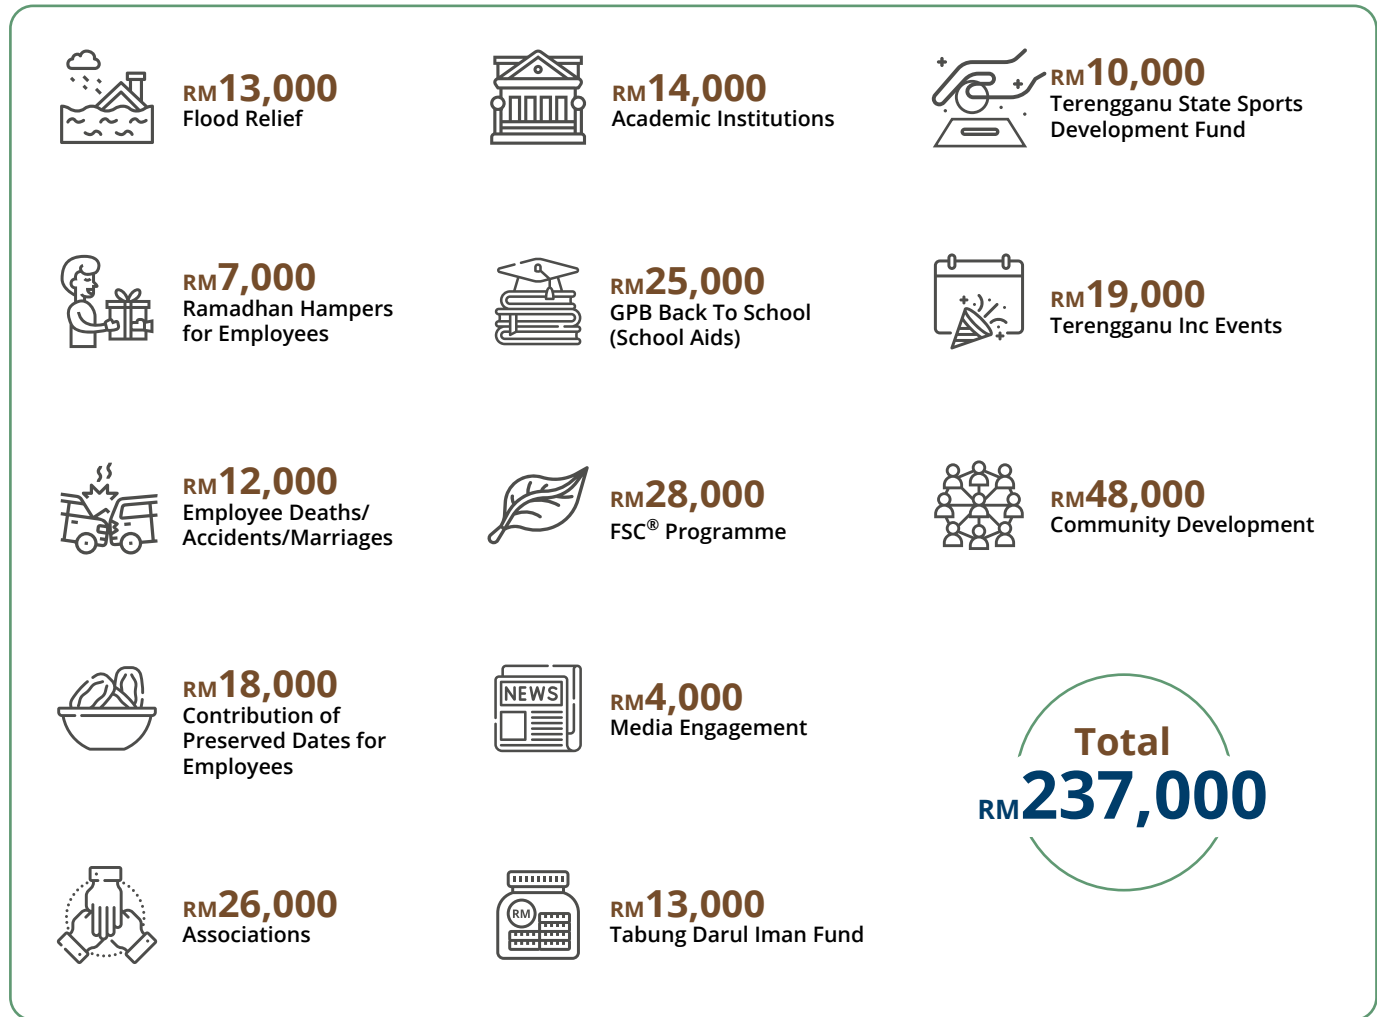 RM13,000
Flood Relief
RM14,000
Academic Institutions
RM10,000
Terengganu State Sports
Development Fund
RM7,000
Ramadhan Hampers
for Employees
RM25,000
GPB Back To School
(School Aids)
RM19,000
Terengganu Inc Events
RM12,000
Employee Deaths/
Accidents/Marriages
RM28,000
FSC® Programme
RM48,000
Community Development
RM18,000
Contribution of
Preserved Dates for
Employees
NEWS
RM4,000
Media Engagement
Total
RM237,000
RM26,000
Associations
RM
RM13,000
Tabung Darul Iman Fund